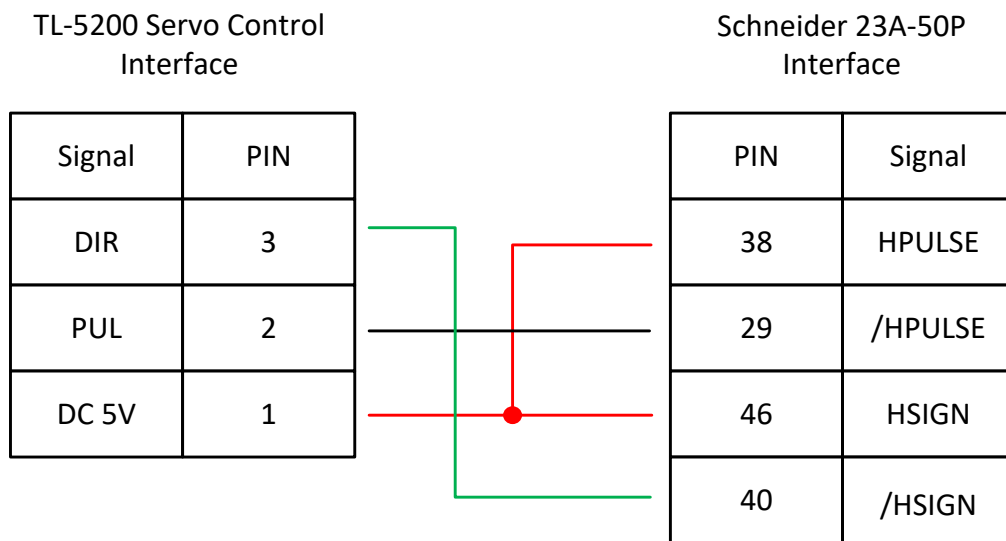 TL-5200 Servo Control
Interface
Signal PIN
DIR 3
PUL 2
DC 5V 1
Schneider 23A-50P
Interface
PIN Signal
38 HPULSE
29 /HPULSE
46 HSIGN
40 /HSIGN